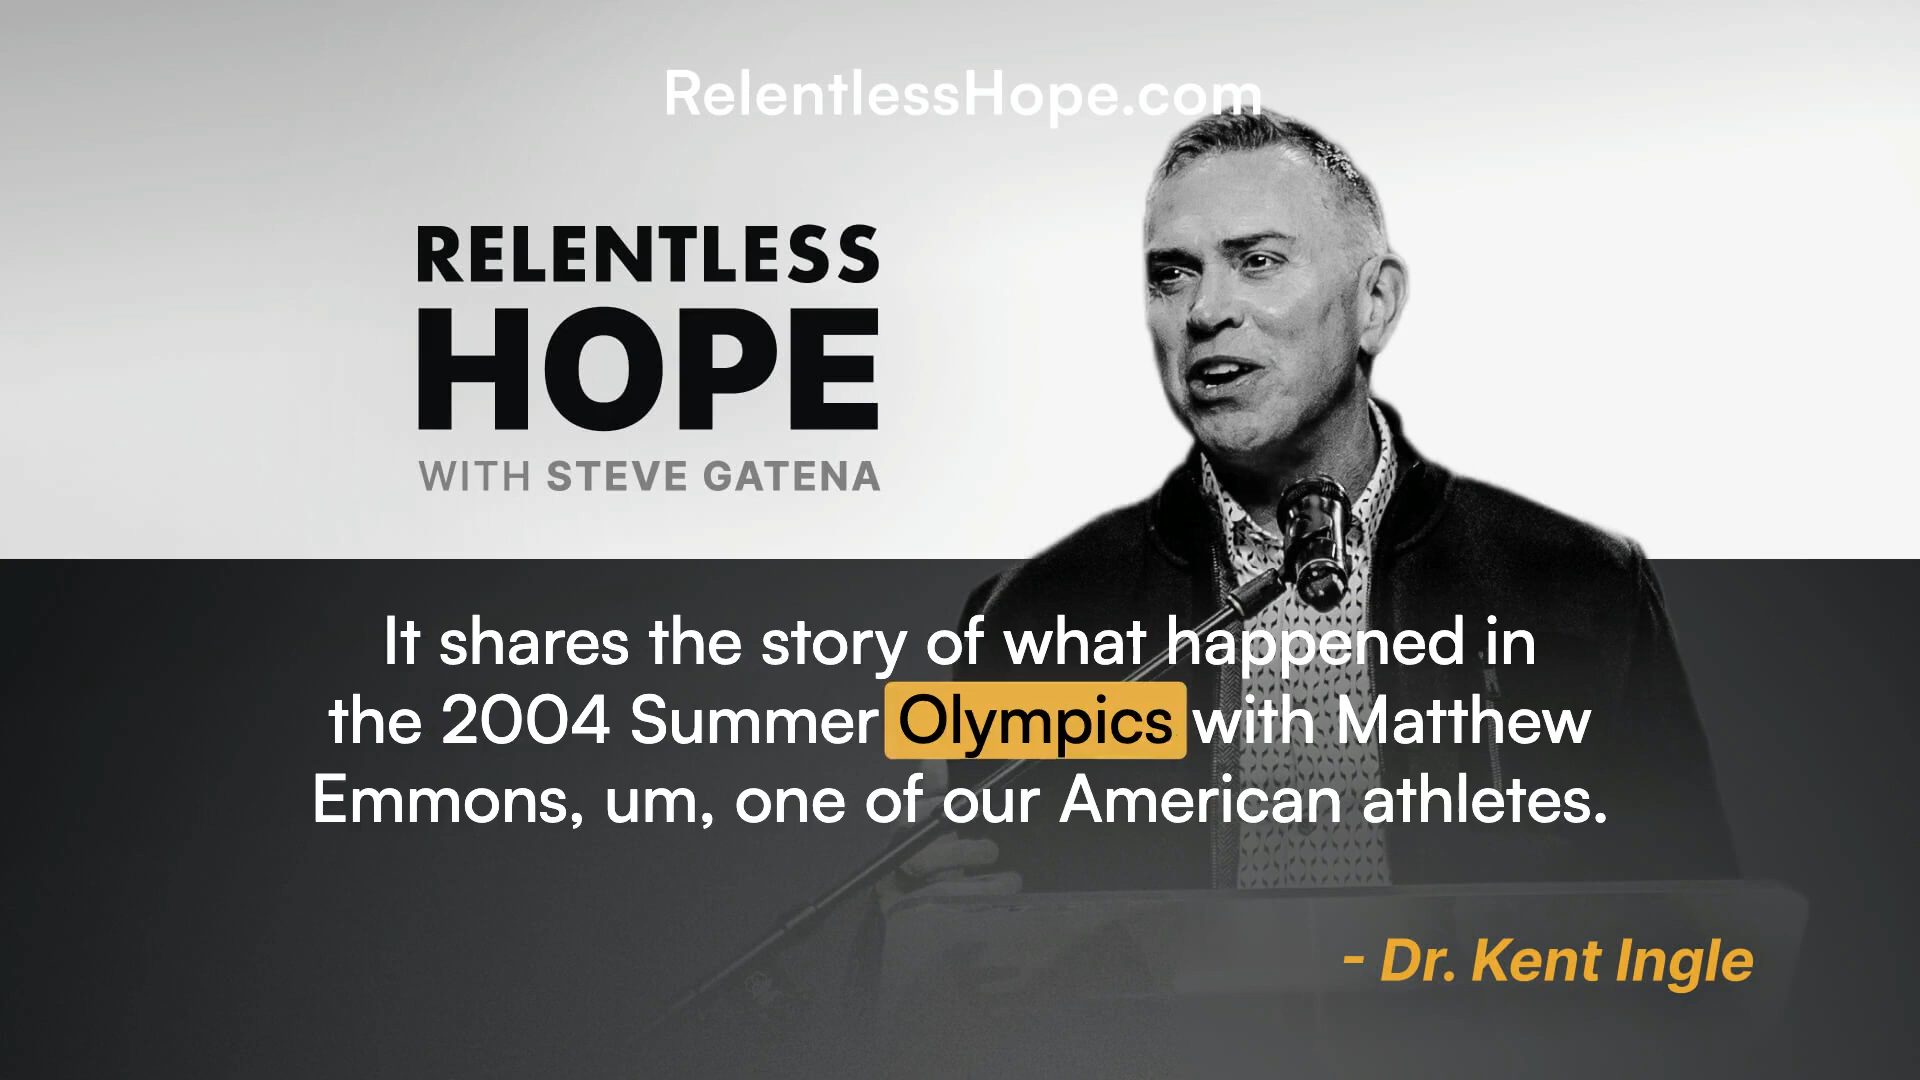 RelentlessHope.com
RELENTLESS
HOPE
WITH STEVE GATENA
It shares the story of what happened in
the 2004 Summer Olympics with Matthew
Emmons, um, one of our American athletes.
- Dr. Kent Ingle